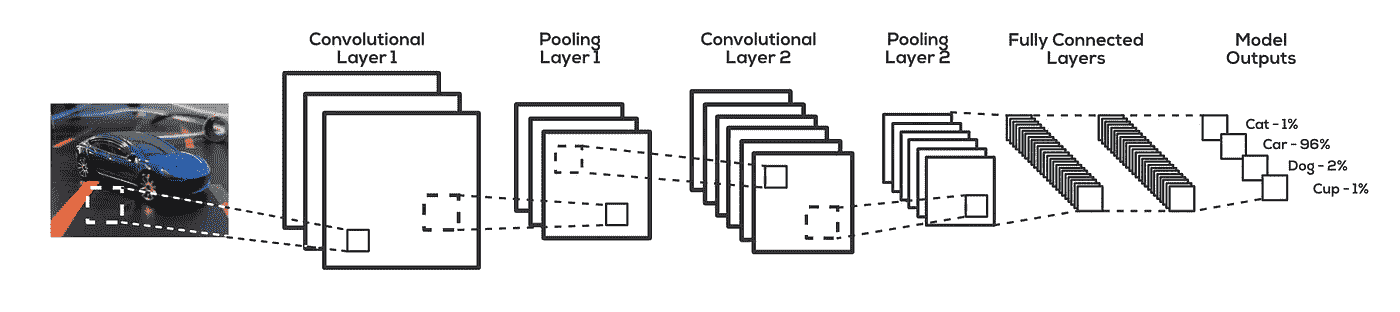 Convolutional
Layer 1
Pooling
Layer 1
Convolutional
Layer 2
Pooling
Layer 2
Fully Connected
Layers
Model
Outputs
Cat - 1%
Car - 96%
Dog - 2%
Cup - 1%